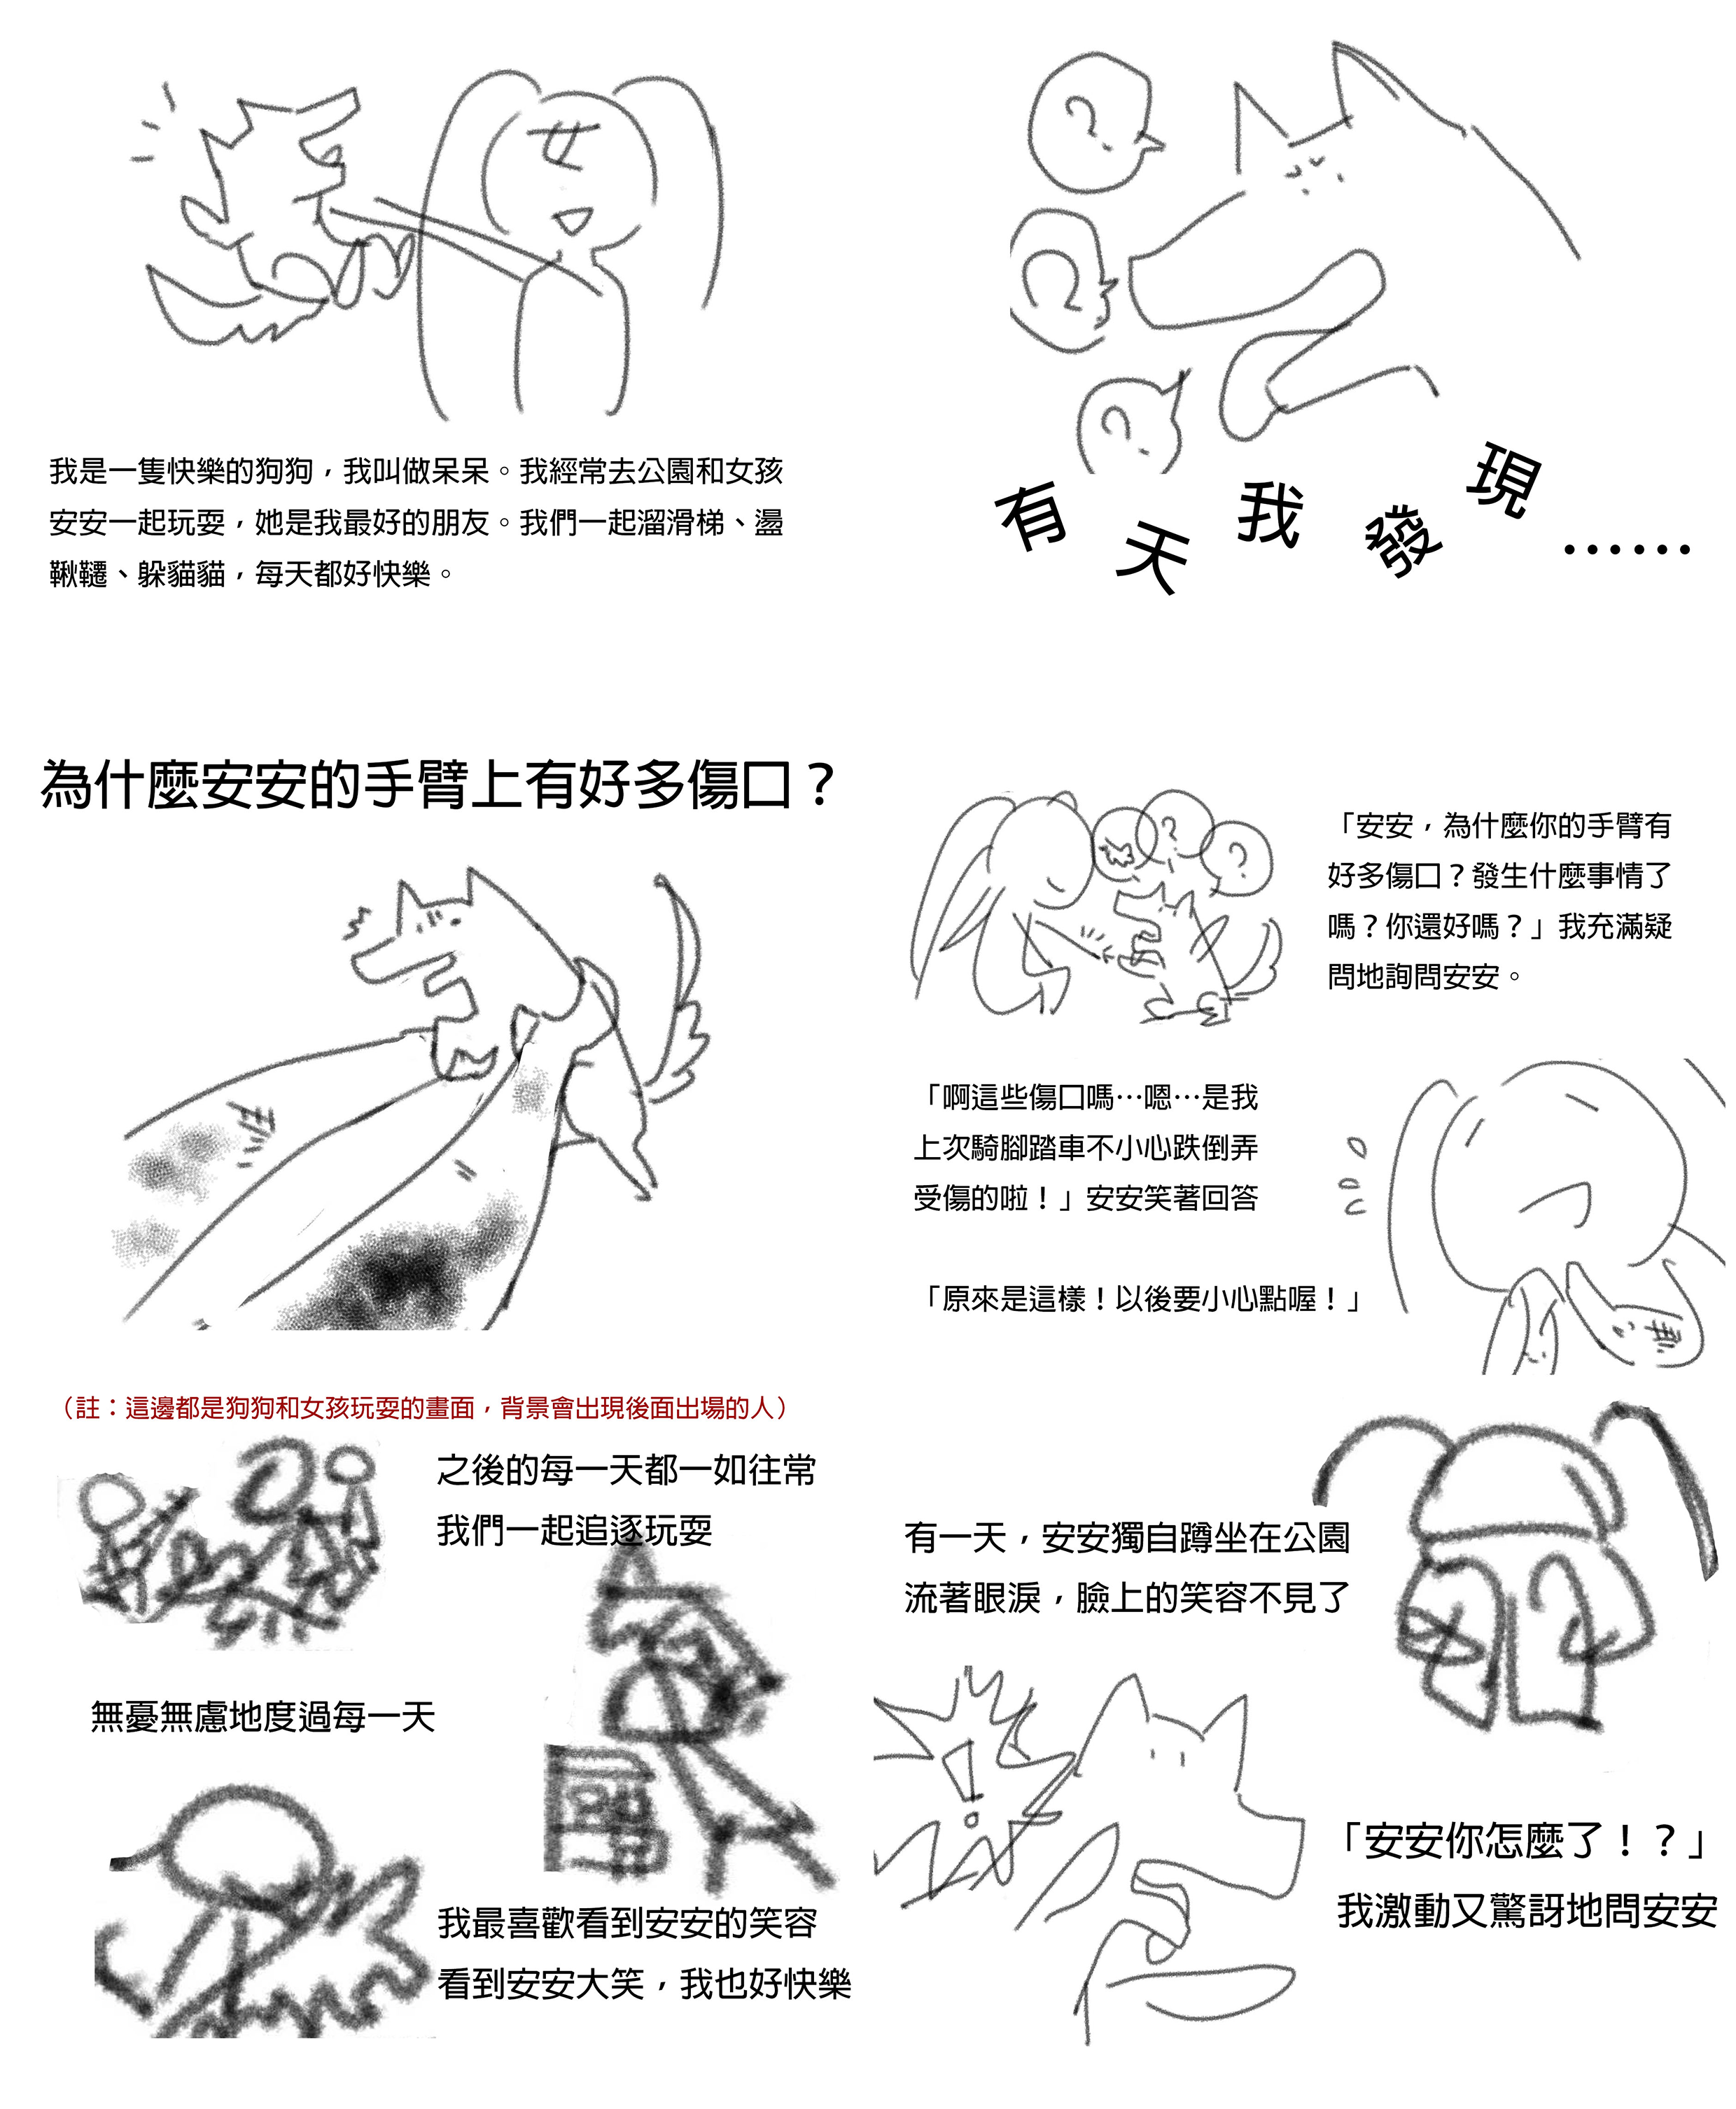 女
我是一隻快樂的狗狗，我叫做呆呆。我經常去公園和女孩
安安一起玩耍，她是我最好的朋友。我們一起溜滑梯、盪
鞦韆、躲貓貓，每天都好快樂。
?
?
?
有天我發現……
為什麼安安的手臂上有好多傷口？
?
?
「安安，為什麼你的手臂有
好多傷口？發生什麼事情了
嗎？你還好嗎？」我充滿疑
問地詢問安安。
「啊這些傷口嗎…嗯…是我
上次騎腳踏車不小心跌倒弄
受傷的啦！」安安笑著回答
「原來是這樣！以後要小心點喔！」
（註：這邊都是狗狗和女孩玩耍的畫面，背景會出現後面出場的人）
之後的每一天都一如往常
我們一起追逐玩耍
無憂無慮地度過每一天
我最喜歡看到安安的笑容
看到安安大笑，我也好快樂
有一天，安安獨自蹲坐在公園
流著眼淚，臉上的笑容不見了
!
「安安你怎麼了！？」
我激動又驚訝地問安安